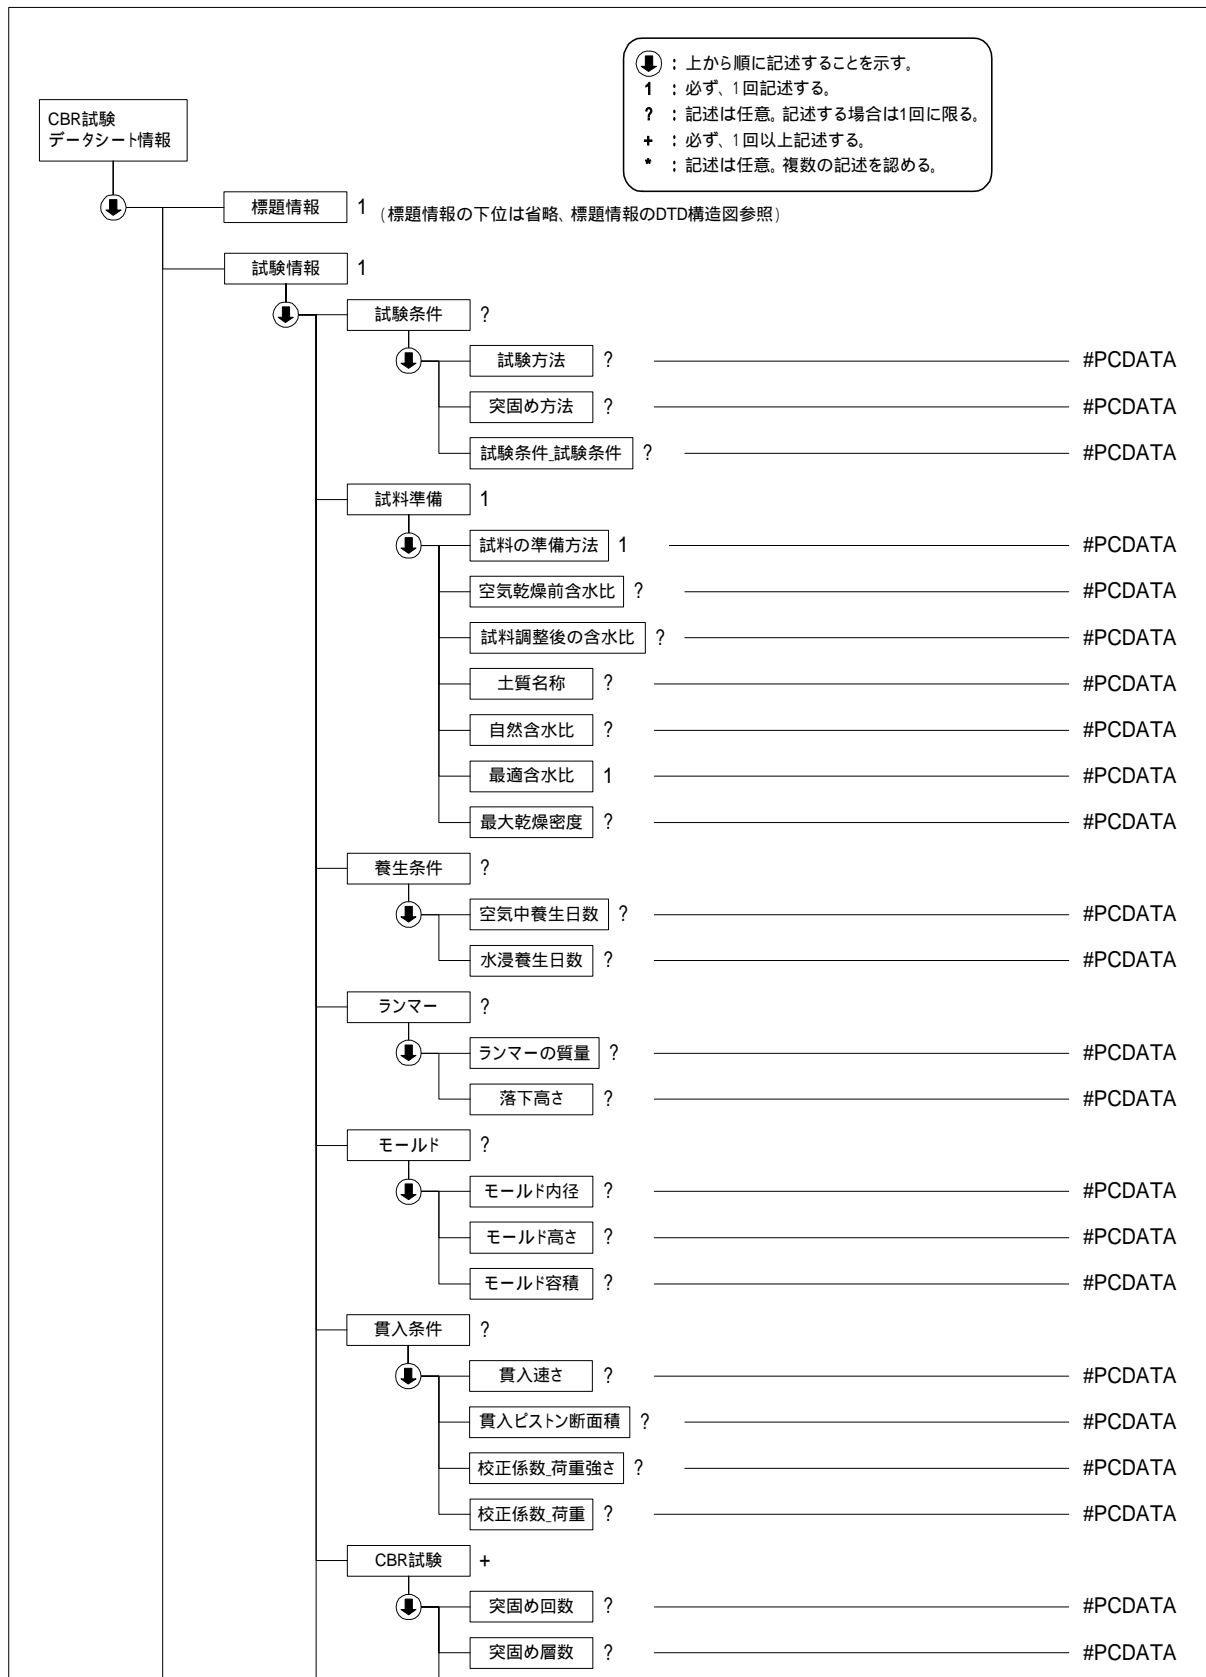 ：上から順に記述することを示す。
1 ：必ず、1回記述する。
? ：記述は任意。記述する場合は1回に限る。
+ ：必ず、1回以上記述する。
* ：記述は任意。複数の記述を認める。
CBR試験
データシート情報
標題情報 1 (標題情報の下位は省略、標題情報のDTD構造図参照)
試験情報 1
試験条件 ?
試験方法 ? #PCDATA
突固め方法 ? #PCDATA
試験条件_試験条件 ? #PCDATA
試料準備 1
試料の準備方法 1 #PCDATA
空気乾燥前含水比 ? #PCDATA
試料調整後の含水比 ? #PCDATA
土質名称 ? #PCDATA
自然含水比 ? #PCDATA
最適含水比 1 #PCDATA
最大乾燥密度 ? #PCDATA
養生条件 ?
空気中養生日数 ? #PCDATA
水浸養生日数 ? #PCDATA
ランマー ?
ランマーの質量 ? #PCDATA
落下高さ ? #PCDATA
モールド ?
モールド内径 ? #PCDATA
モールド高さ ? #PCDATA
モールド容積 ? #PCDATA
貫入条件 ?
貫入速さ ? #PCDATA
貫入ピストン断面積 ? #PCDATA
校正係数_荷重強さ ? #PCDATA
校正係数_荷重 ? #PCDATA
CBR試験 +
突固め回数 ? #PCDATA
突固め層数 ? #PCDATA